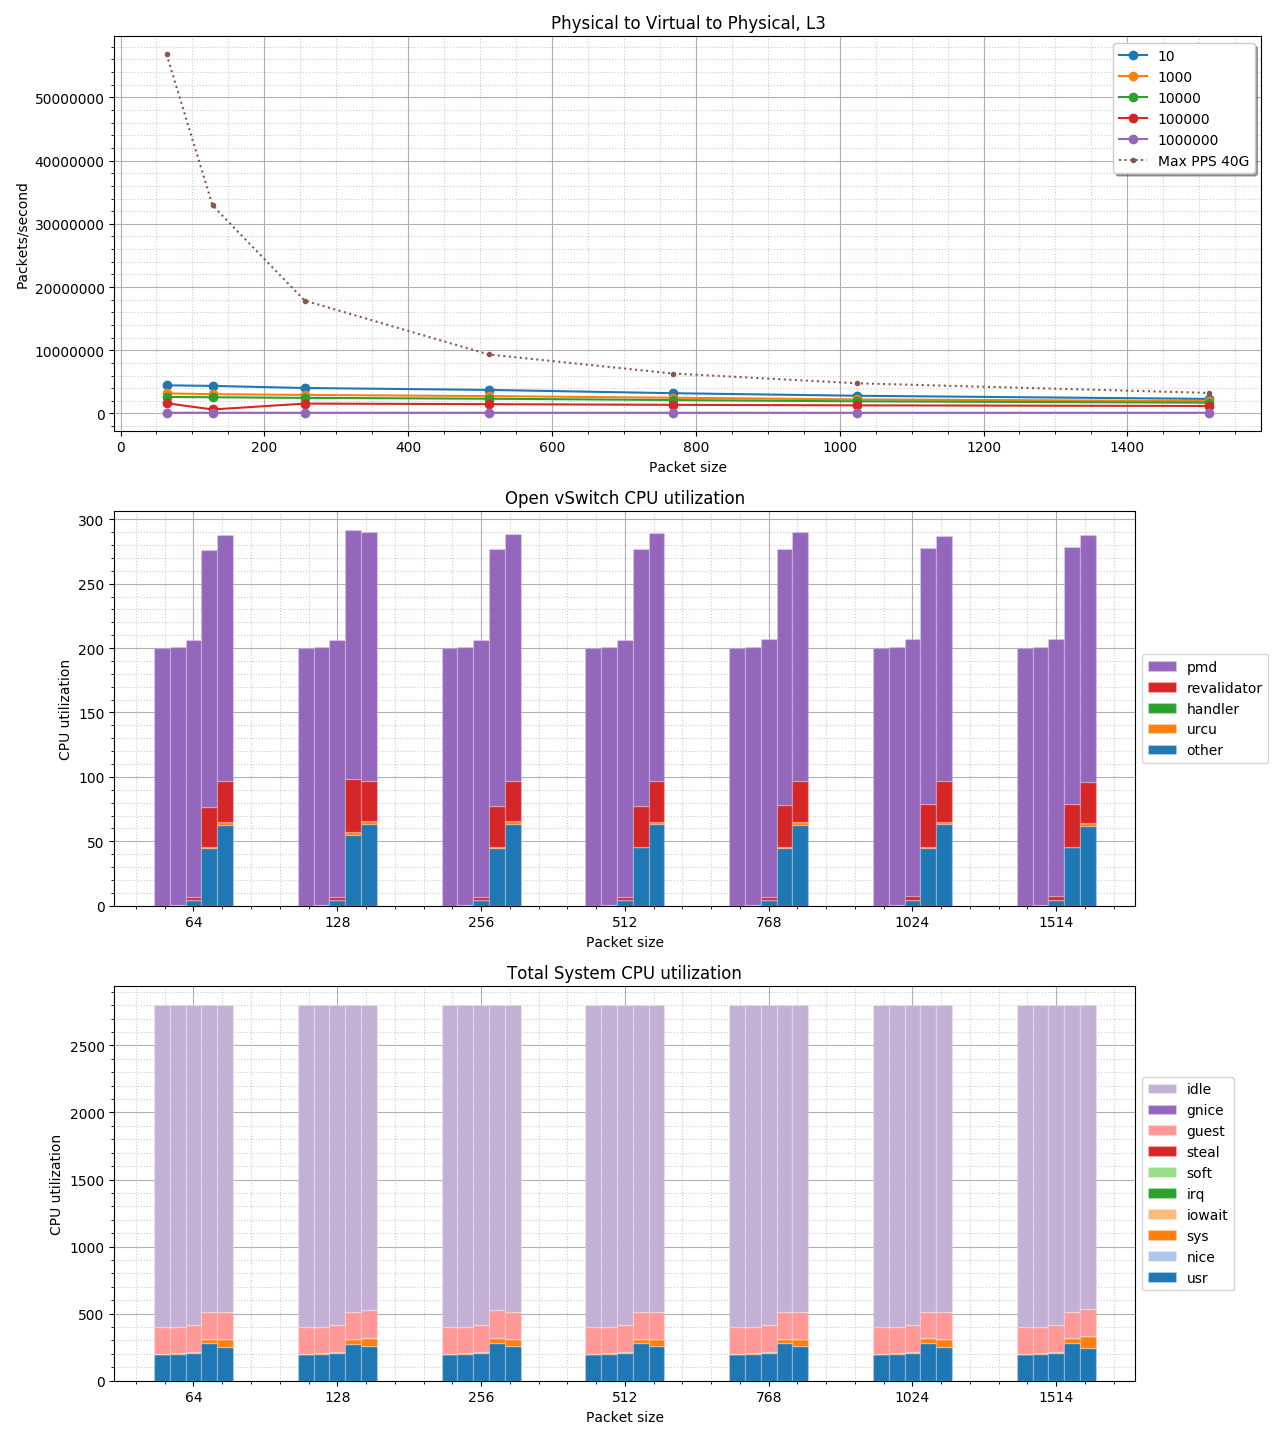 Physical to Virtual to Physical, L3
Packets/second
50000000
40000000
30000000
20000000
10000000
0
10
1000
10000
100000
1000000
Max PPS 40G
0 200 400 600 800 1000 1200 1400
Packet size
Open vSwitch CPU utilization
CPU utilization
300
250
200
150
100
50
0
pmd
revalidator
handler
urcu
other
64 128 256 512 768 1024 1514
Packet size
Total System CPU utilization
CPU utilization
2500
2000
1500
1000
500
0
idle
gnice
guest
steal
soft
irq
iowait
sys
nice
usr
64 128 256 512 768 1024 1514
Packet size